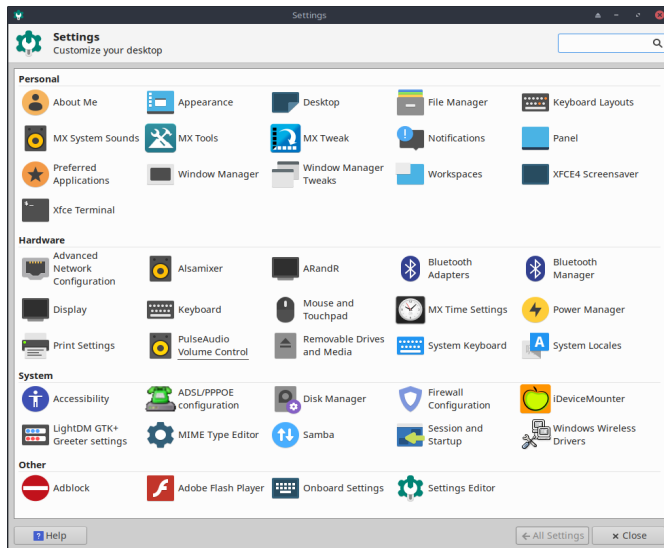 Settings
Settings
Customize your desktop
Personal
About Me
Appearance
Desktop
File Manager
Keyboard Layouts
MX System Sounds
MX Tools
MX Tweak
Notifications
Panel
Preferred
Applications
Window Manager
Window Manager
Tweaks
Workspaces
XFCE4 Screensaver
Xfce Terminal
Hardware
Advanced
Network
Configuration
Alsamixer
ARandR
Bluetooth
Adapters
Bluetooth
Manager
Display
Keyboard
Mouse and
Touchpad
MX Time Settings
Power Manager
Print Settings
PulseAudio
Volume Control
Removable Drives
and Media
System Keyboard
A
System Locales
System
Accessibility
ADSL/PPPOE
configuration
Disk Manager
Firewall
Configuration
iDeviceMounter
LightDM GTK+
Greeter settings
MIME Type Editor
Samba
Session and
Startup
Windows Wireless
Drivers
Other
Adblock
Adobe Flash Player
Onboard Settings
Settings Editor
? Help
← All Settings
× Close